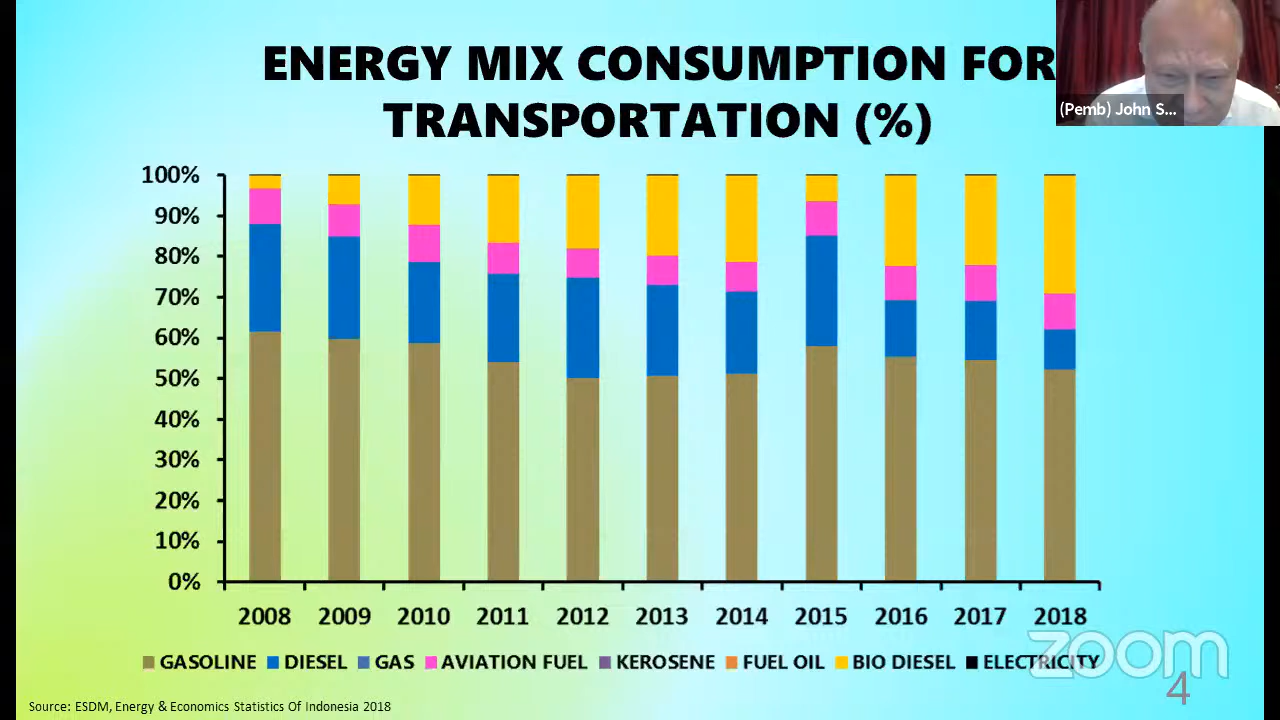 ENERGY MIX CONSUMPTION FOR
TRANSPORTATION (%)
(Pemb) John S...
100%
90%
80%
70%
60%
50%
40%
30%
20%
10%
0%
2008 2009 2010 2011 2012 2013 2014 2015 2016 2017 2018
GASOLINE DIESEL GAS AVIATION FUEL KEROSENE FUEL OIL BIO DIESEL ELECTRICITY
zoom
4
Source: ESDM, Energy & Economics Statistics Of Indonesia 2018